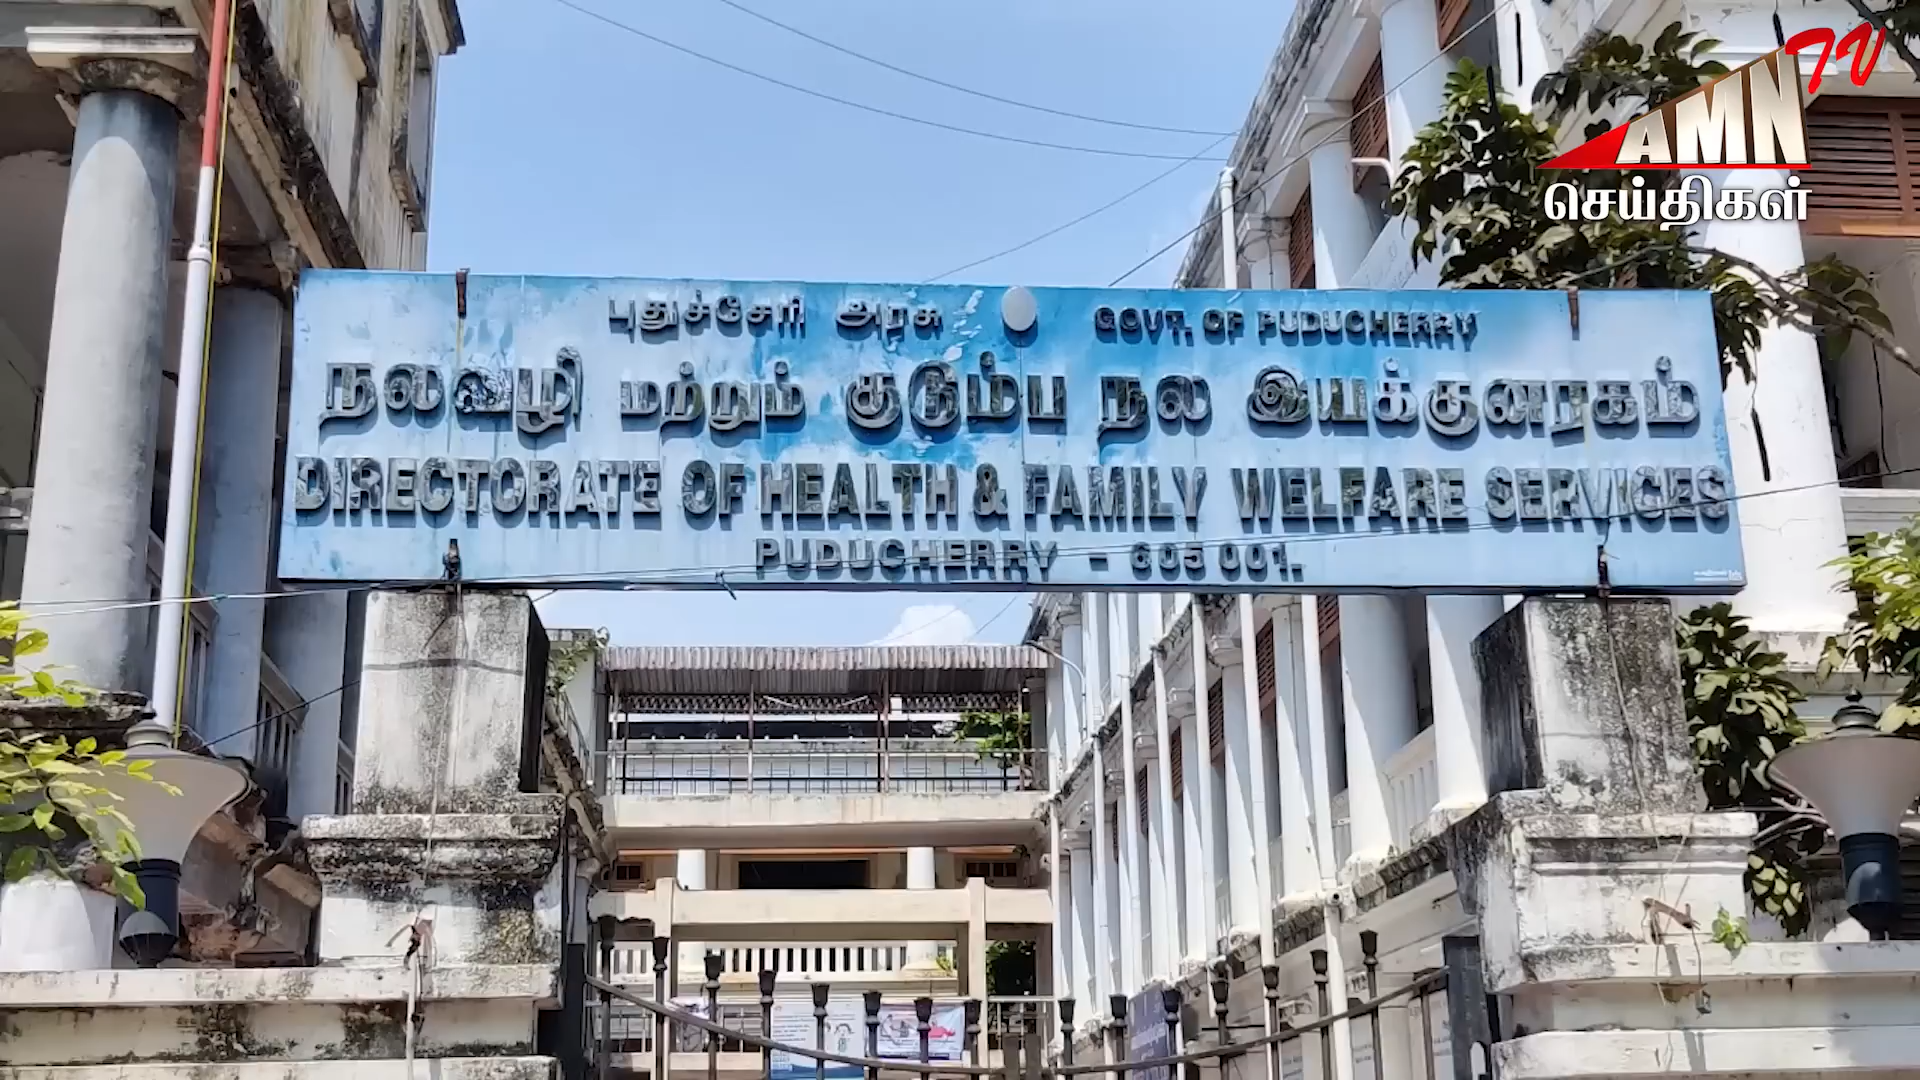 AMN TV
செய்திகள்
புதுச்சேரி அரசு GOVT. OF PUDUCHERRY
நலவழி மற்றும் குடும்ப நல இயக்குனரகம்
DIRECTORATE OF HEALTH & FAMILY WELFARE SERVICES
PUDUCHERRY - 605 001.